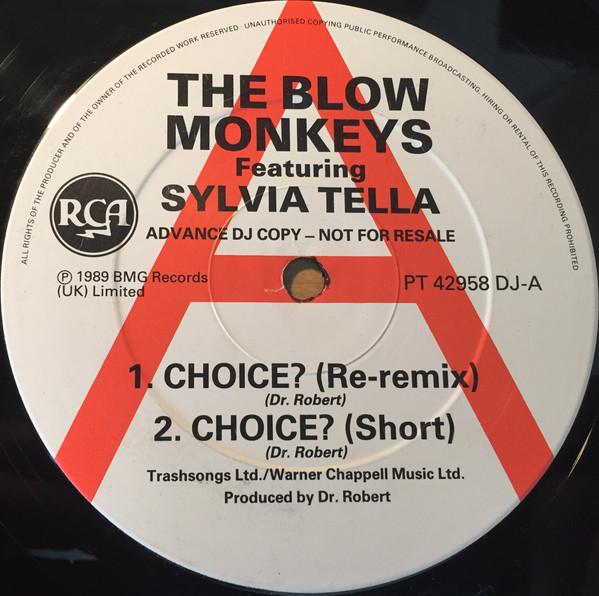 ALL RIGHTS OF THE PRODUCER AND OF THE OWNER OF THE RECORDED WORK RESERVED · UNAUTHORISED COPYING PUBLIC PERFORMANCE BROADCASTING, HIRING OR RENTAL OF THIS RECORDING PROHIBITED
A
THE BLOW
MONKEYS
Featuring
SYLVIA TELLA
RCA
ADVANCE DJ COPY – NOT FOR RESALE
℗ 1989 BMG Records
(UK) Limited
PT 42958 DJ-A
1. CHOICE? (Re-remix)
(Dr. Robert)
2. CHOICE? (Short)
(Dr. Robert)
Trashsongs Ltd./Warner Chappell Music Ltd.
Produced by Dr. Robert